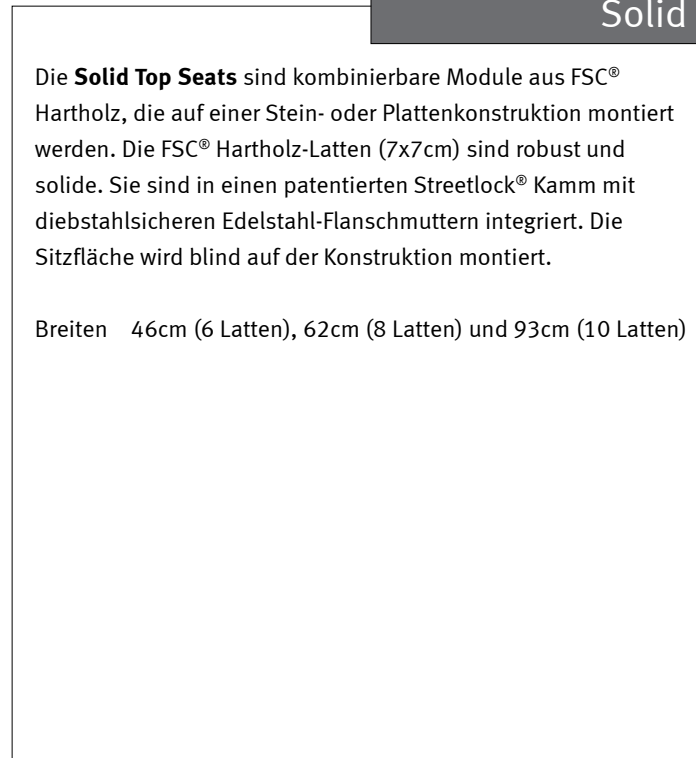 Solid
Die Solid Top Seats sind kombinierbare Module aus FSC®
Hartholz, die auf einer Stein- oder Plattenkonstruktion montiert
werden. Die FSC® Hartholz-Latten (7x7cm) sind robust und
solide. Sie sind in einen patentierten Streetlock® Kamm mit
diebstahlsicheren Edelstahl-Flanschmuttern integriert. Die
Sitzfläche wird blind auf der Konstruktion montiert.
Breiten 46cm (6 Latten), 62cm (8 Latten) und 93cm (10 Latten)